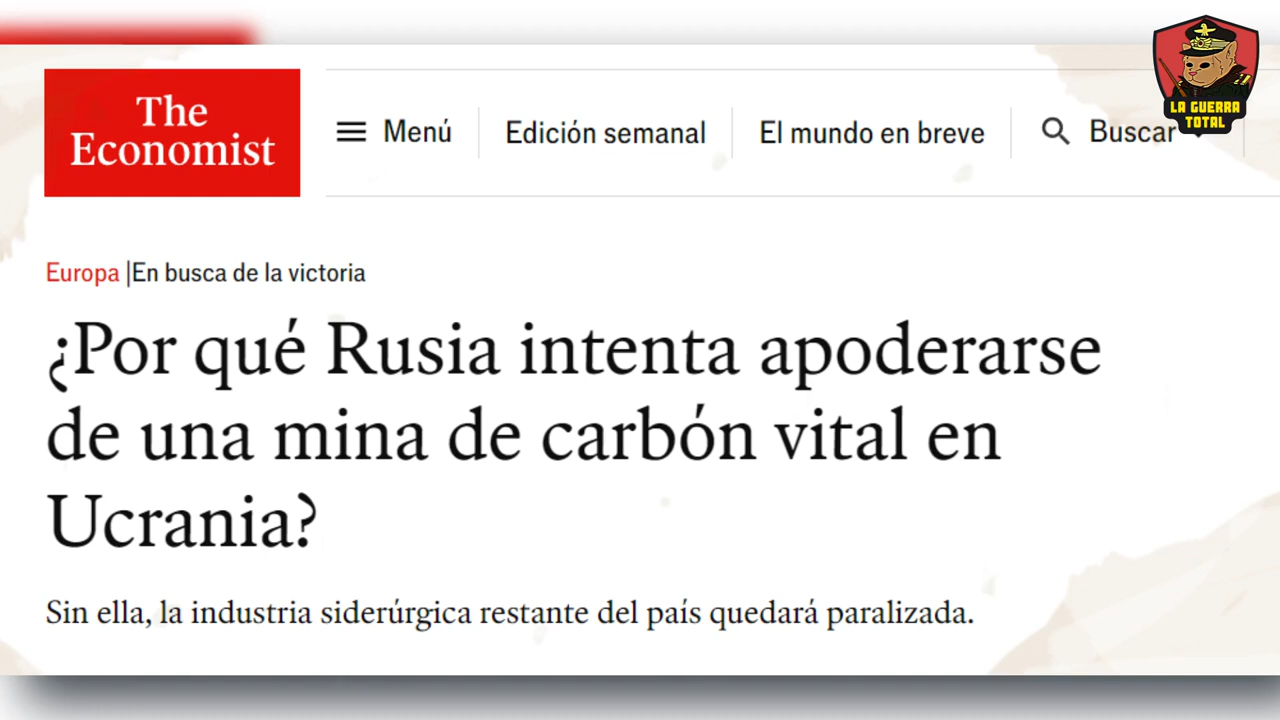 The
Economist
Menú
Edición semanal
El mundo en breve
Buscar
LA GUERRA
TOTAL
Europa |En busca de la victoria
¿Por qué Rusia intenta apoderarse
de una mina de carbón vital en
Ucrania?
Sin ella, la industria siderúrgica restante del país quedará paralizada.